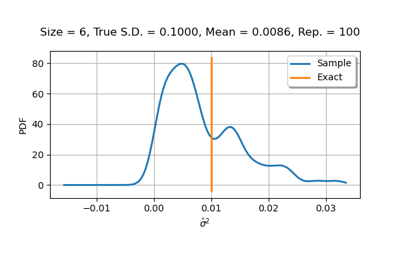 Size = 6, True S.D. = 0.1000, Mean = 0.0086, Rep. = 100
Sample
Exact
PDF
80
60
40
20
0
−0.01 0.00 0.01 0.02 0.03
σ̂²